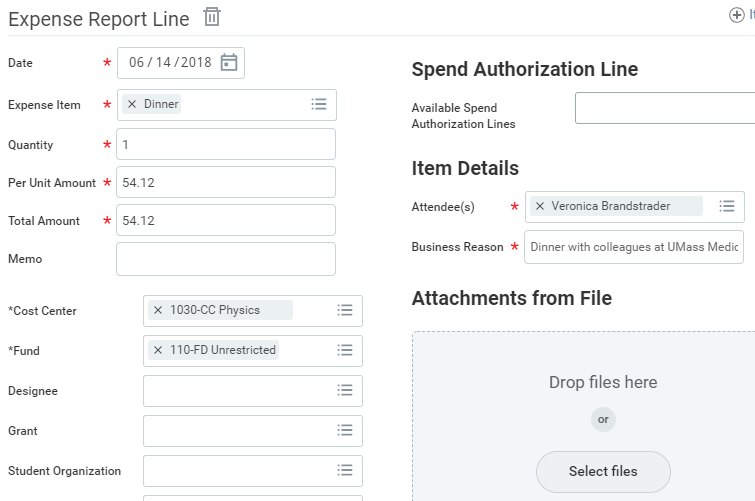 Expense Report Line
Date * 06 / 14 / 2018
Expense Item * × Dinner
Quantity * 1
Per Unit Amount * 54.12
Total Amount * 54.12
Memo
*Cost Center × 1030-CC Physics
*Fund × 110-FD Unrestricted
Designee
Grant
Student Organization
Spend Authorization Line
Available Spend
Authorization Lines
Item Details
Attendee(s) * × Veronica Brandstrader
Business Reason * Dinner with colleagues at UMass Medic
Attachments from File
Drop files here
or
Select files